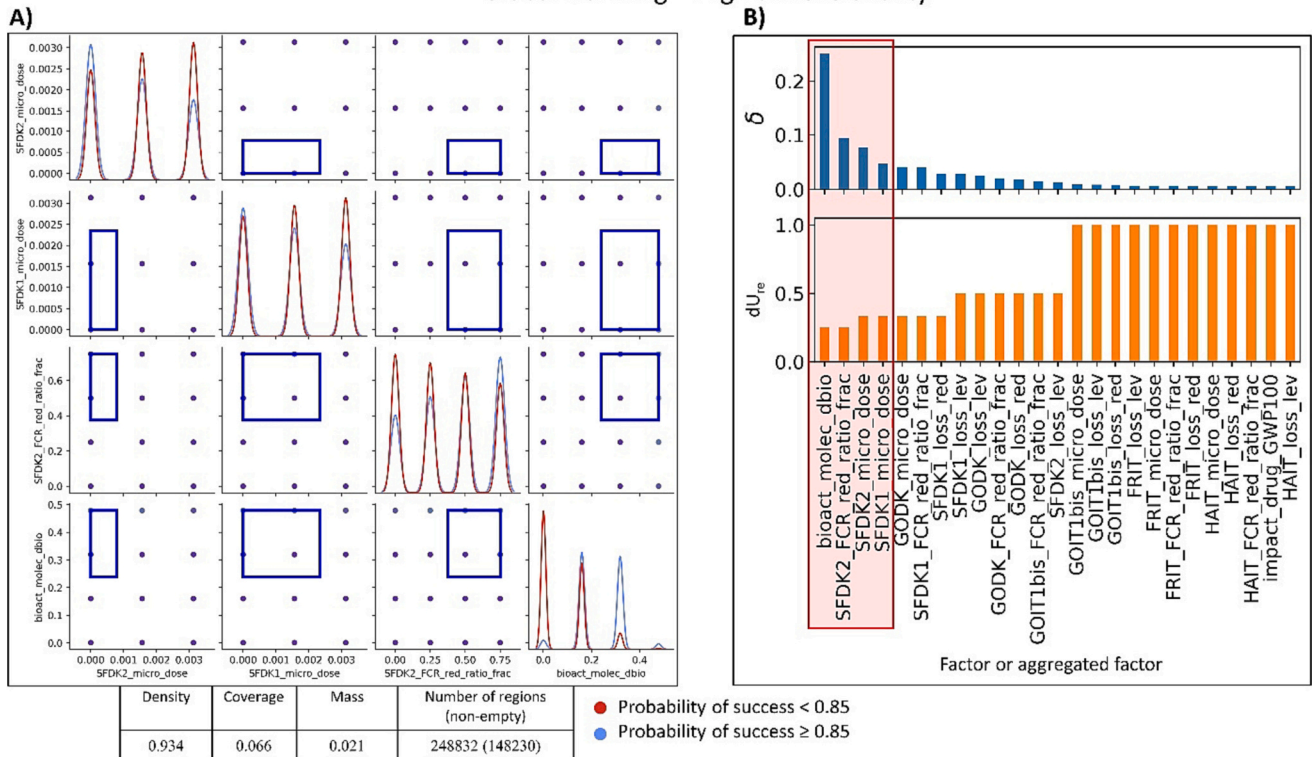 A)
B)
SFDK2_micro_dose
0.0030
0.0025
0.0020
0.0015
0.0010
0.0005
0.0000
SFDK1_micro_dose
0.0030
0.0025
0.0020
0.0015
0.0010
0.0005
0.0000
SFDK2_FCR_red_ratio_frac
0.6
0.4
0.2
0.0
bioact_molec_dbio
0.5
0.4
0.3
0.2
0.1
0.0
0.000 0.001 0.002 0.003
0.000 0.001 0.002 0.003
0.00 0.25 0.50 0.75
0.0 0.2 0.4
SFDK2_micro_dose
SFDK1_micro_dose
SFDK2_FCR_red_ratio_frac
bioact_molec_dbio
Density Coverage Mass Number of regions
(non-empty)
0.934 0.066 0.021 248832 (148230)
Probability of success < 0.85
Probability of success ≥ 0.85
δ
0.2
0.1
0.0
dUre
1.0
0.5
0.0
bioact_molec_dbio
SFDK2_FCR_red_ratio_frac
SFDK2_micro_dose
SFDK1_micro_dose
GODK_micro_dose
SFDK1_FCR_red_ratio_frac
SFDK1_loss_red
SFDK1_loss_lev
GODK_loss_lev
GODK_FCR_red_ratio_frac
GODK_loss_red
GOIT1bis_FCR_red_ratio_frac
SFDK2_loss_lev
GOIT1bis_micro_dose
GOIT1bis_loss_lev
GOIT1bis_loss_red
FRIT_loss_lev
FRIT_micro_dose
FRIT_FCR_red_ratio_frac
FRIT_loss_red
HAIT_micro_dose
HAIT_loss_red
HAIT_FCR_red_ratio_frac
impact_drug_GWP100
HAIT_loss_lev
Factor or aggregated factor